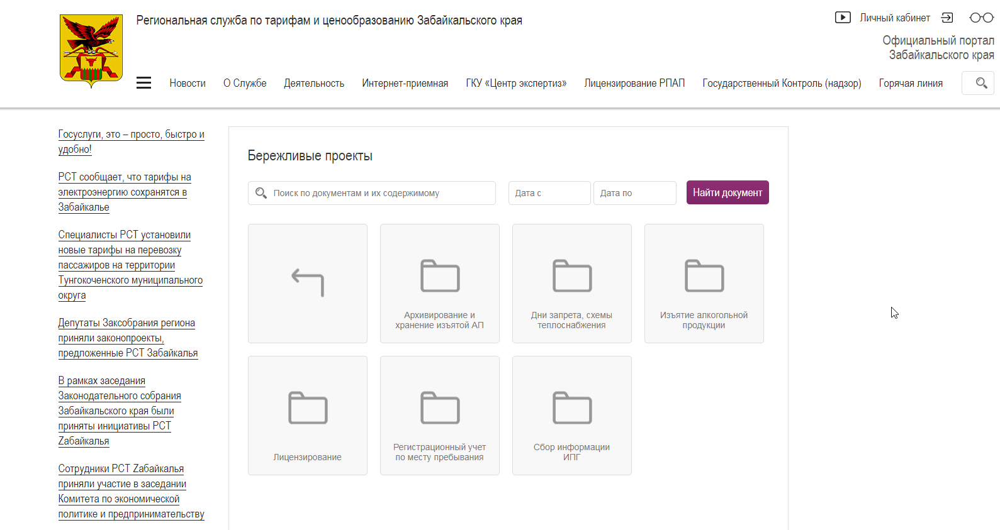 Региональная служба по тарифам и ценообразованию Забайкальского края
Личный кабинет
Официальный портал
Забайкальского края
Новости
О Службе
Деятельность
Интернет-приемная
ГКУ «Центр экспертиз»
Лицензирование РПАП
Государственный Контроль (надзор)
Горячая линия
Госуслуги, это – просто, быстро и
удобно!
РСТ сообщает, что тарифы на
электроэнергию сохранятся в
Забайкалье
Специалисты РСТ установили
новые тарифы на перевозку
пассажиров на территории
Тунгокоченского муниципального
округа
Депутаты Заксобрания региона
приняли законопроекты,
предложенные РСТ Забайкалья
В рамках заседания
Законодательного собрания
Забайкальского края были
приняты инициативы РСТ
Zабайкалья
Сотрудники РСТ Zабайкалья
приняли участие в заседании
Комитета по экономической
политике и предпринимательству
Бережливые проекты
Поиск по документам и их содержимому
Дата с
Дата по
Найти документ
Архивирование и
хранение изъятой АП
Дни запрета, схемы
теплоснабжения
Изъятие алкогольной
продукции
Лицензирование
Регистрационный учет
по месту пребывания
Сбор информации
ИПГ